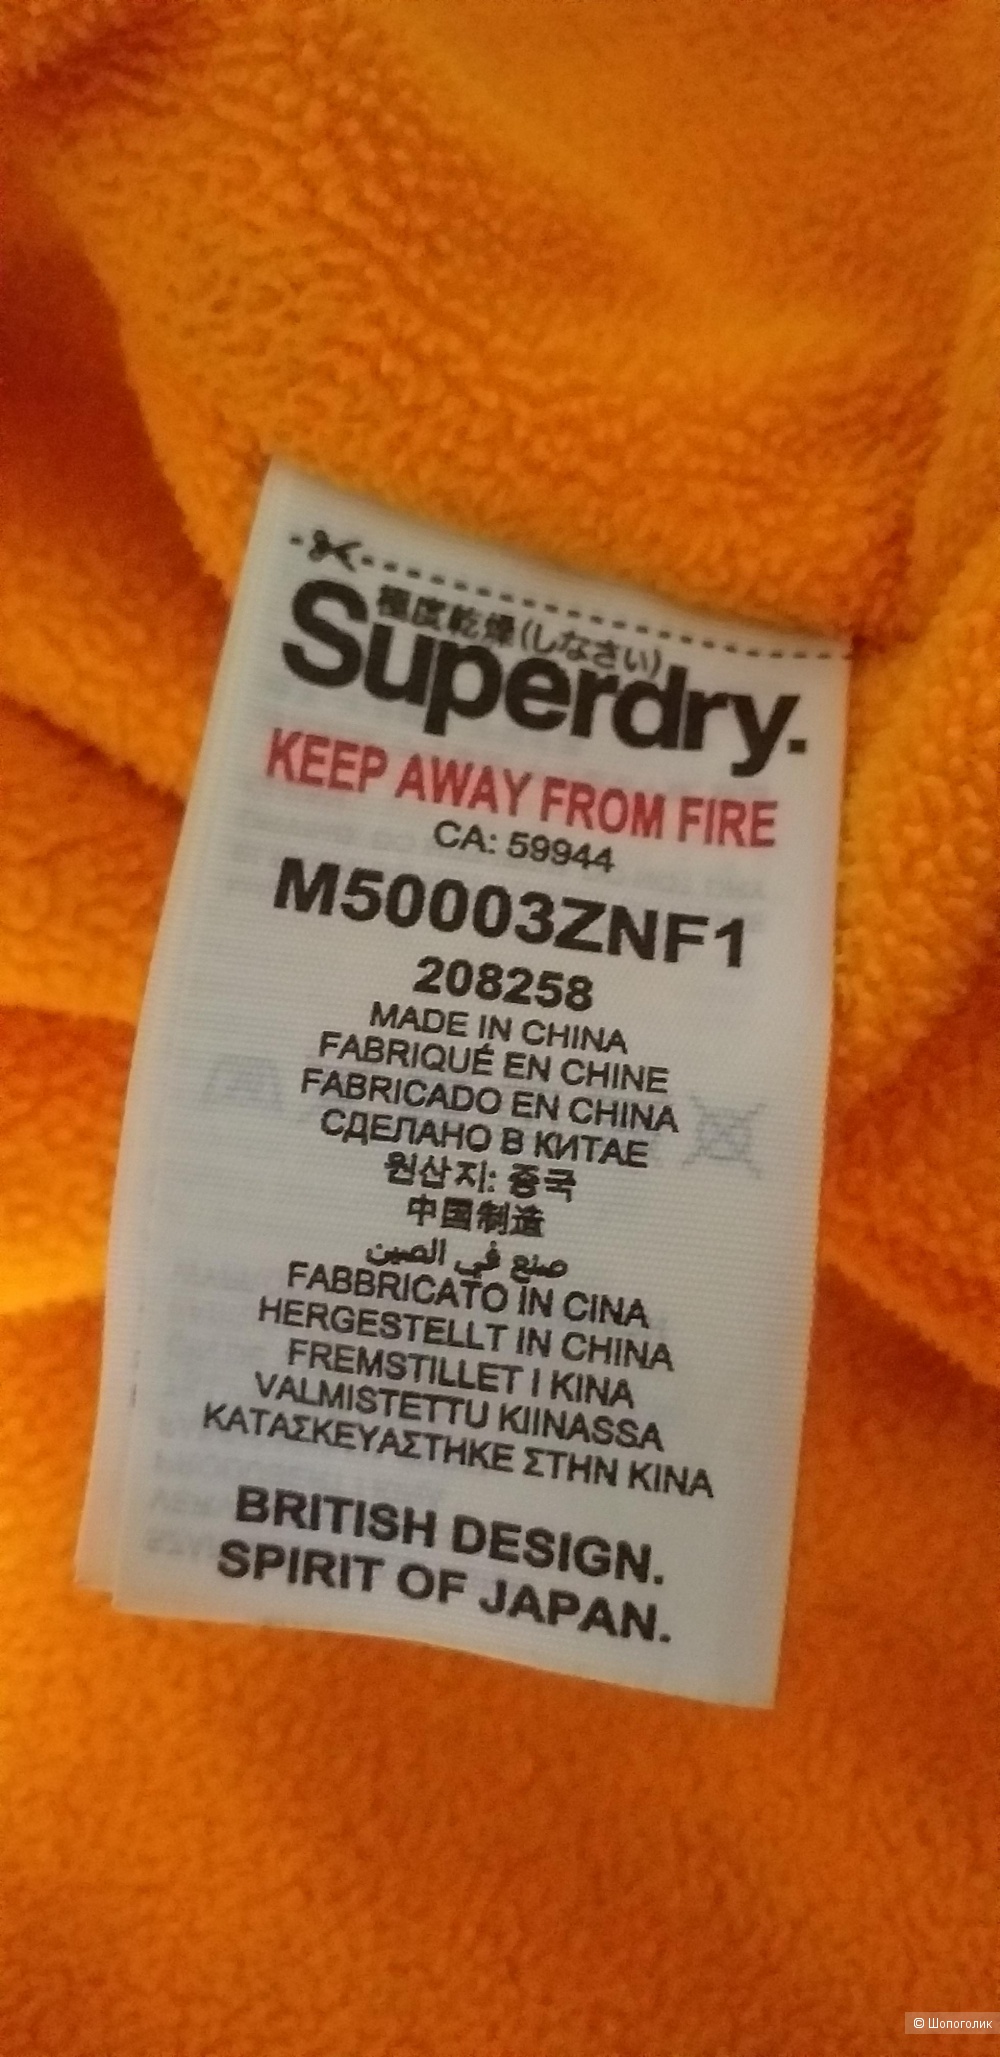 極度乾燥(しなさい)
Superdry.
KEEP AWAY FROM FIRE
CA: 59944
M50003ZNF1
208258
MADE IN CHINA
FABRIQUÉ EN CHINE
FABRICADO EN CHINA
СДЕЛАНО В КИТАЕ
원산지: 중국
中国制造
صنع في الصين
FABBRICATO IN CINA
HERGESTELLT IN CHINA
FREMSTILLET I KINA
VALMISTETTU KIINASSA
ΚΑΤΑΣΚΕΥΑΣΤΗΚΕ ΣΤΗΝ ΚΙΝΑ
BRITISH DESIGN.
SPIRIT OF JAPAN.
© Шопоголик